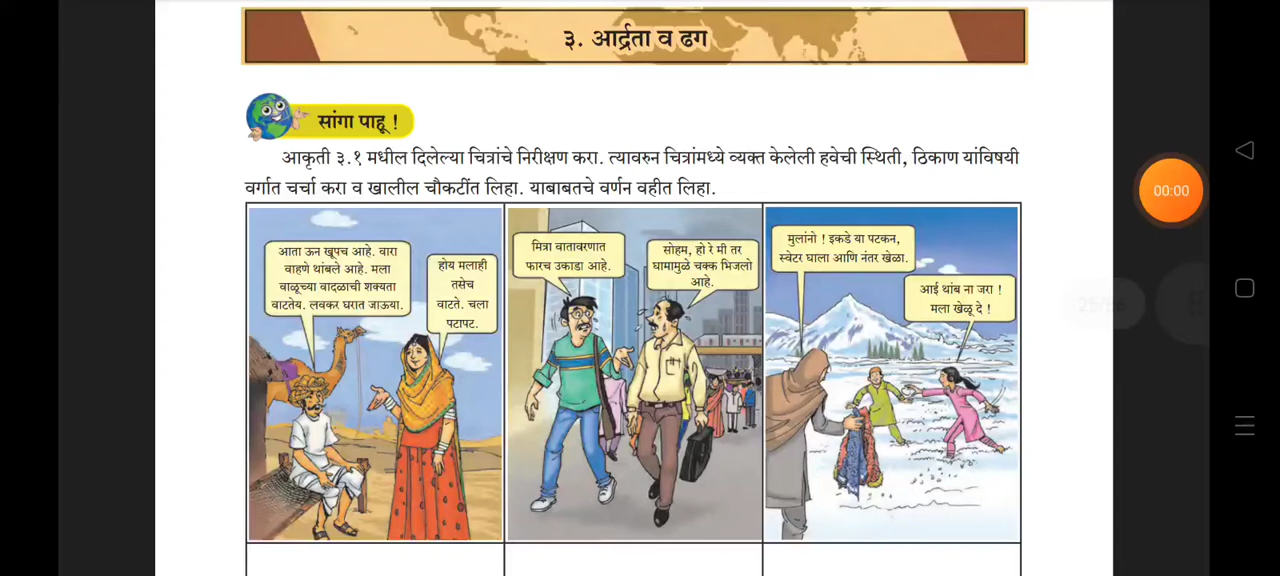 ३. आर्द्रता व ढग
सांगा पाहू !
आकृती ३.१ मधील दिलेल्या चित्रांचे निरीक्षण करा. त्यावरुन चित्रांमध्ये व्यक्त केलेली हवेची स्थिती, ठिकाण यांविषयी
वर्गात चर्चा करा व खालील चौकटींत लिहा. याबाबतचे वर्णन वहीत लिहा.
आता ऊन खूपच आहे. वारा
वाहणे थांबले आहे. मला
वाळूच्या वादळाची शक्यता
वाटतेय. लवकर घरात जाऊया.
होय मलाही
तसेच
वाटते. चला
पटापट.
मित्रा वातावरणात
फारच उकाडा आहे.
सोहम, हो रे मी तर
घामामुळे चक्क भिजलो
आहे.
मुलांनो ! इकडे या पटकन,
स्वेटर घाला आणि नंतर खेळा.
आई थांब ना जरा !
मला खेळू दे !
00:00
25/96